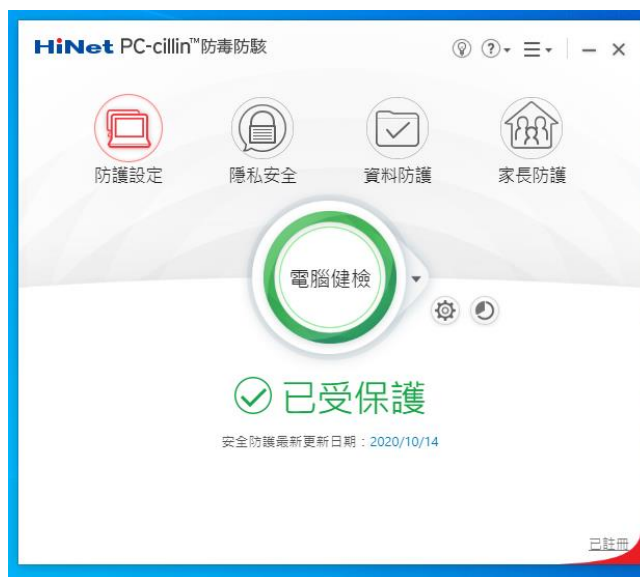 HiNet PC-cillin™防毒防駭
防護設定 隱私安全 資料防護 家長防護
電腦健檢
已受保護
安全防護最新更新日期：2020/10/14
已註冊